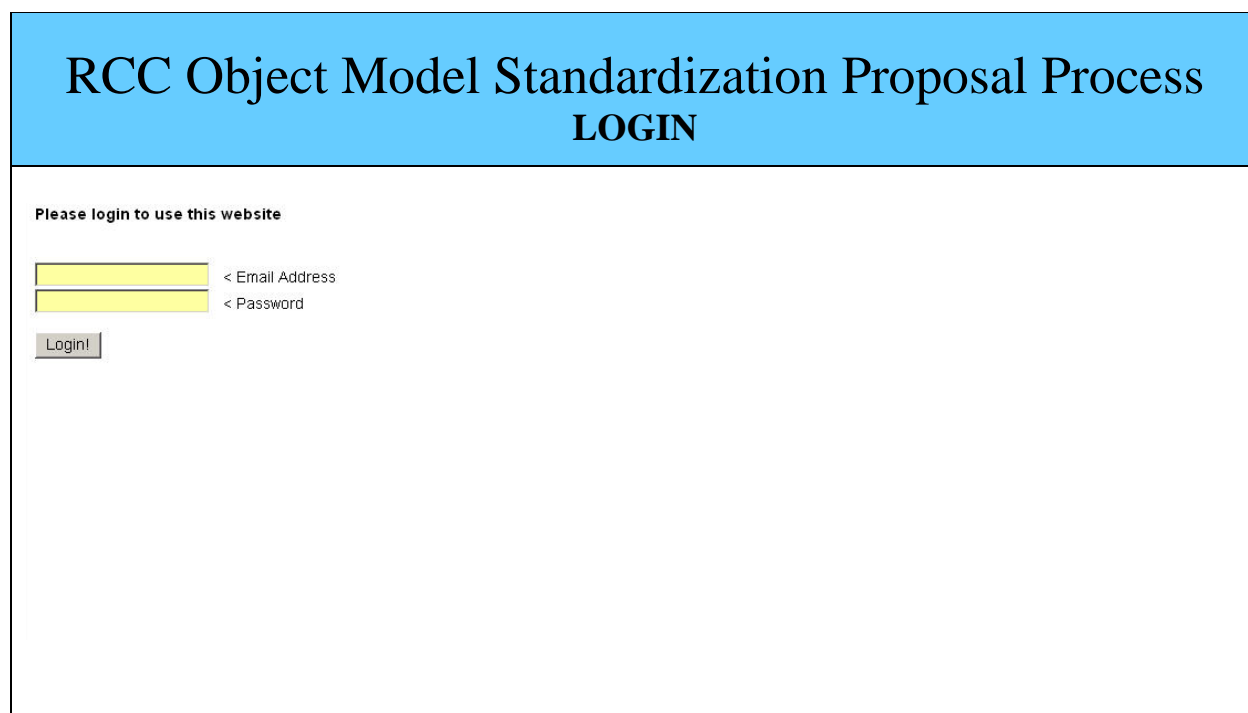 RCC Object Model Standardization Proposal Process
LOGIN
Please login to use this website
< Email Address
< Password
Login!